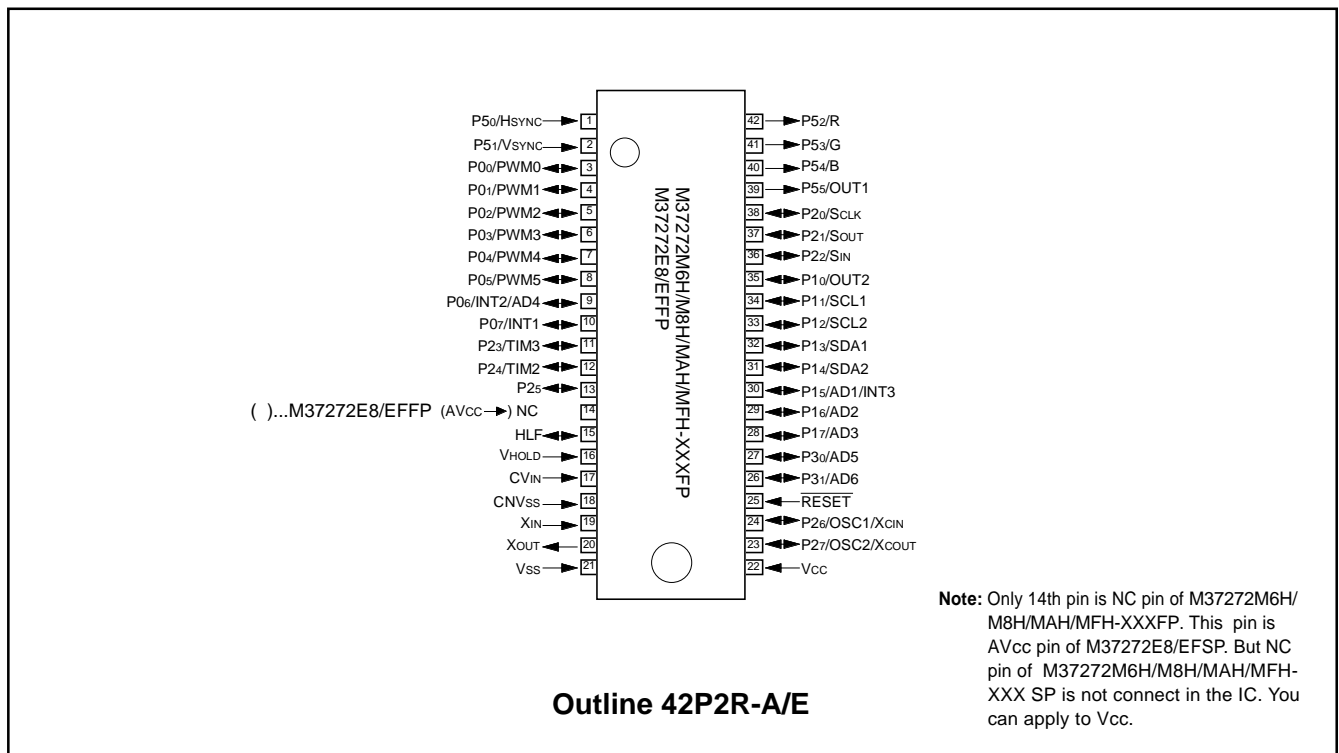 P50/HSYNC 1
P51/VSYNC 2
P00/PWM0 3
P01/PWM1 4
P02/PWM2 5
P03/PWM3 6
P04/PWM4 7
P05/PWM5 8
P06/INT2/AD4 9
P07/INT1 10
P23/TIM3 11
P24/TIM2 12
P25 13
( )...M37272E8/EFFP (AVCC ) NC 14
HLF 15
VHOLD 16
CVIN 17
CNVSS 18
XIN 19
XOUT 20
VSS 21
M37272M6H/M8H/MAH/MFH-XXXFP
M37272E8/EFFP
42 P52/R
41 P53/G
40 P54/B
39 P55/OUT1
38 P20/SCLK
37 P21/SOUT
36 P22/SIN
35 P10/OUT2
34 P11/SCL1
33 P12/SCL2
32 P13/SDA1
31 P14/SDA2
30 P15/AD1/INT3
29 P16/AD2
28 P17/AD3
27 P30/AD5
26 P31/AD6
25 RESET
24 P26/OSC1/XCIN
23 P27/OSC2/XCOUT
22 VCC
Note: Only 14th pin is NC pin of M37272M6H/
M8H/MAH/MFH-XXXFP. This pin is
AVcc pin of M37272E8/EFSP. But NC
pin of M37272M6H/M8H/MAH/MFH-
XXX SP is not connect in the IC. You
can apply to Vcc.
Outline 42P2R-A/E